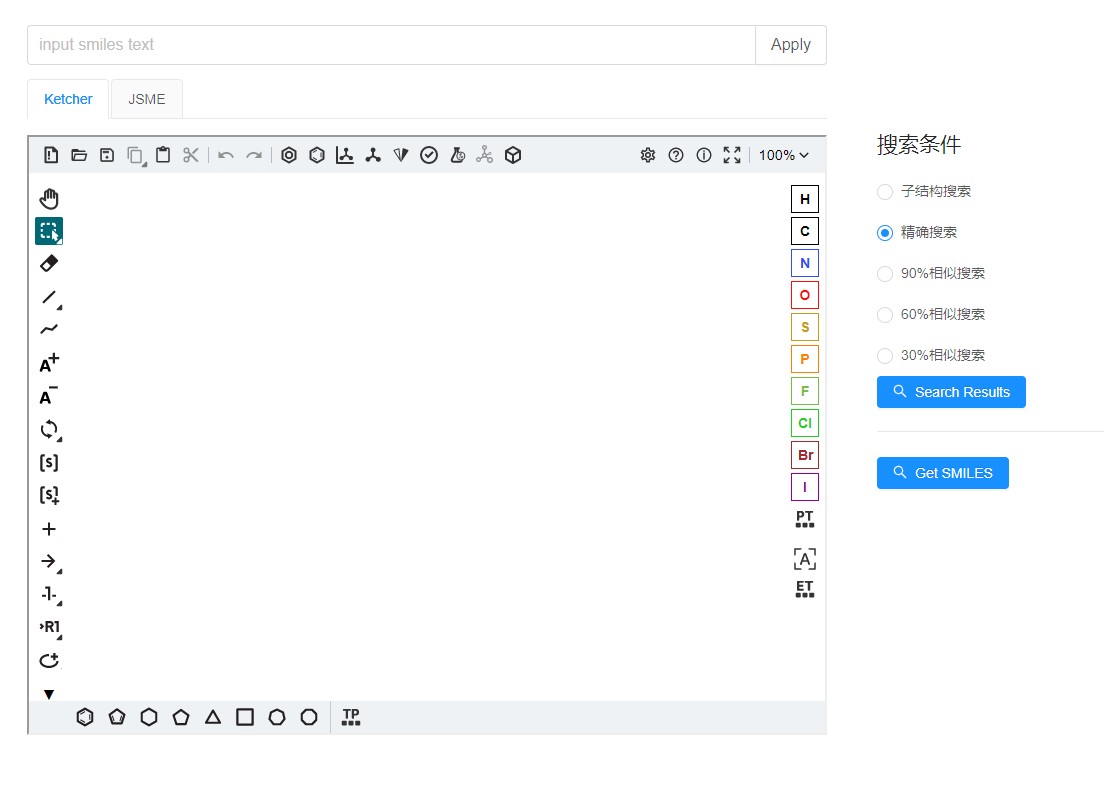 input smiles text
Apply
Ketcher
JSME
100%
搜索条件
子结构搜索
精确搜索
90%相似搜索
60%相似搜索
30%相似搜索
Search Results
Get SMILES
H
C
N
O
S
P
F
Cl
Br
I
PT
A
ET
A+
A-
[S]
[S]+
-1-
›R1
TP